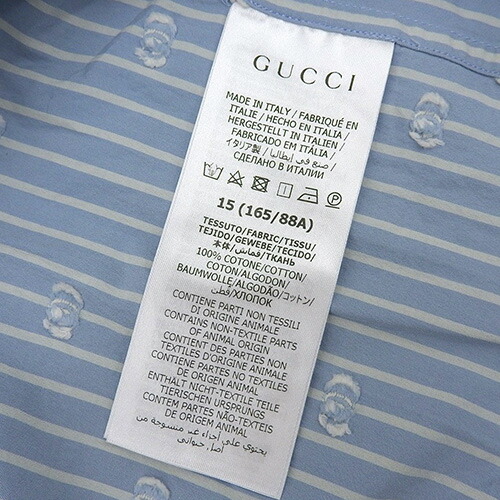 GUCCI
MADE IN ITALY / FABRIQUÉ EN
ITALIE / HECHO EN ITALIA /
HERGESTELLT IN ITALIEN /
FABRICADO EM ITÁLIA /
イタリア製 / صنع في إيطاليا /
СДЕЛАНО В ИТАЛИИ
15 (165/88A)
TESSUTO/FABRIC/TISSU/
TEJIDO/GEWEBE/TECIDO/
本体/قماش/ТКАНЬ
100% COTONE/COTTON/
COTON/ALGODON/
BAUMWOLLE/ALGODÃO/コットン/
قطن/ХЛОПОК
CONTIENE PARTI NON TESSILI
DI ORIGINE ANIMALE
CONTAINS NON-TEXTILE PARTS
OF ANIMAL ORIGIN
CONTIENT DES PARTIES NON
TEXTILES D'ORIGINE ANIMALE
CONTIENE PARTES NO TEXTILES
DE ORIGEN ANIMAL
ENTHÄLT NICHT-TEXTILE TEILE
TIERISCHEN URSPRUNGS
CONTÉM PARTES NÃO TÊXTEIS
DE ORIGEM ANIMAL
يحتوي على أجزاء غير منسوجة من
أصل حيواني